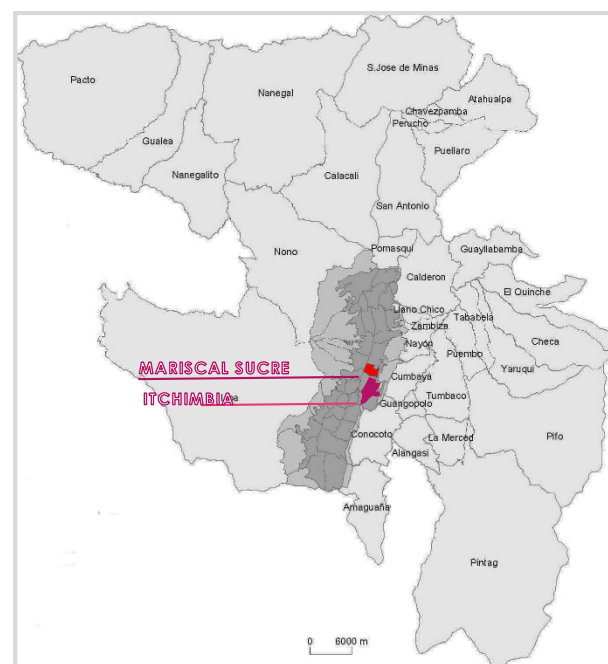 S.Jose de Minas
Pacto
Nanegal
Atahualpa
Chavezpamba
Perucho
Gualea
Puellaro
Nanegalito
Calacali
San Antonio
Nono
Pomasqui
Guayllabamba
Calderon
El Quinche
Llano Chico
Tababela
Zambiza
Checa
Nayón
Puembo
MARISCAL SUCRE
Yaruqui
Cumbaya
ITCHIMBIA
Tumbaco
Guangopolo
Conocoto
La Merced
Pifo
Alangasi
Amaguaña
Pintag
0 6000 m